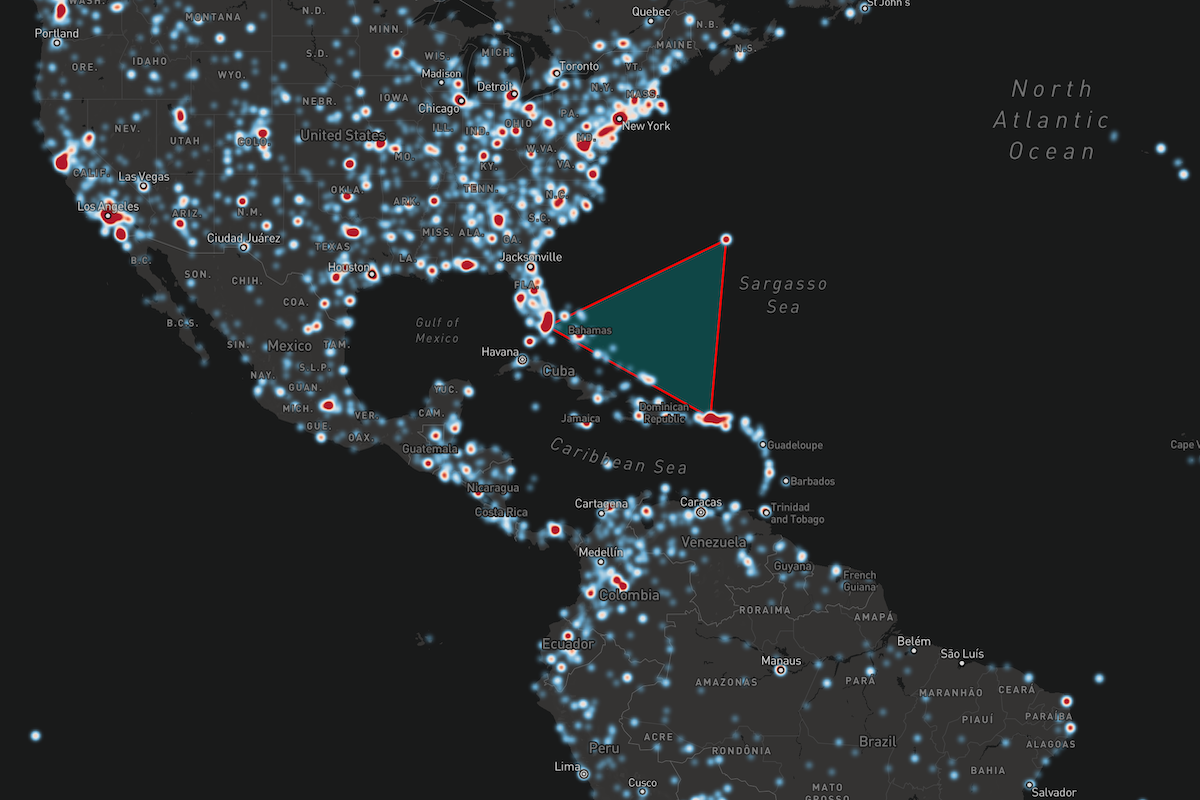 WASH.
MONTANA
N.D.
Quebec
St John's
N.B.
Portland
MINN.
MAINE
N.S.
ORE.
IDAHO
WYO.
S.D.
WIS.
MICH.
VT.
Madison
Toronto
N.Y.
MASS.
Detroit
NEBR.
IOWA
Chicago
PA.
North
Atlantic
Ocean
NEV.
UTAH
COLO.
United States
ILL.
IND.
OHIO
New York
MD.
MO.
W.VA.
CALIF.
Las Vegas
KY.
VA.
OKLA.
TENN.
N.C.
Los Angeles
ARIZ.
N.M.
ARK.
S.C.
Ciudad Juárez
TEXAS
MISS.
ALA.
GA.
B.C.
LA.
Jacksonville
SON.
CHIH.
Houston
FLA.
Sargasso
Sea
COA.
B.C.S.
Gulf of
Mexico
Bahamas
SIN.
Mexico
TAM.
Havana
Cuba
NAY.
S.L.P.
GUAN.
YUC.
MICH.
VER.
CAM.
Dominican
Republic
Jamaica
GUE.
OAX.
Guatemala
Caribbean Sea
Guadeloupe
Cape V
Nicaragua
Barbados
Costa Rica
Cartagena
Caracas
Trinidad
and Tobago
Venezuela
Medellín
Guyana
French
Guiana
Colombia
RORAIMA
AMAPÁ
Ecuador
Belém
São Luís
Manaus
AMAZONAS
PARÁ
MARANHÃO
CEARÁ
PIAUÍ
PARAÍBA
ACRE
RONDÔNIA
Brazil
ALAGOAS
Peru
Lima
BAHIA
Cusco
MATO
GROSSO
Salvador